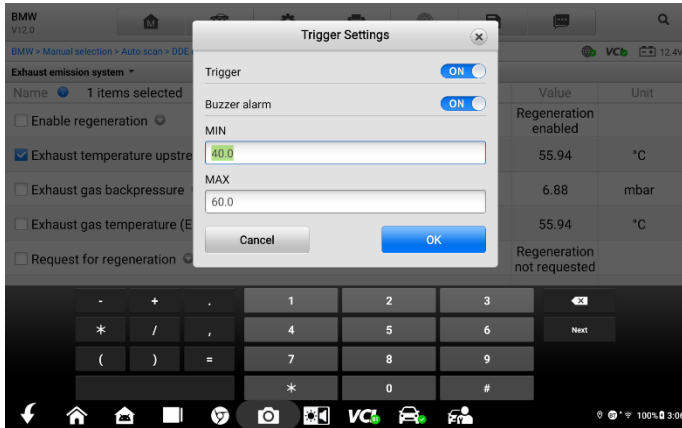 BMW
V12.0
BMW > Manual selection > Auto scan > DDE
VCI 12.4V
Exhaust emission system
Name 1 items selected Value Unit
Enable regeneration Regeneration
enabled
Exhaust temperature upstre 55.94 °C
Exhaust gas backpressure 6.88 mbar
Exhaust gas temperature (E 55.94 °C
Request for regeneration Regeneration
not requested
Trigger Settings
Trigger ON
Buzzer alarm ON
MIN
40.0
MAX
60.0
Cancel OK
- + . 1 2 3
* / , 4 5 6 Next
( ) = 7 8 9
* 0 #
VCI 100% 3:06